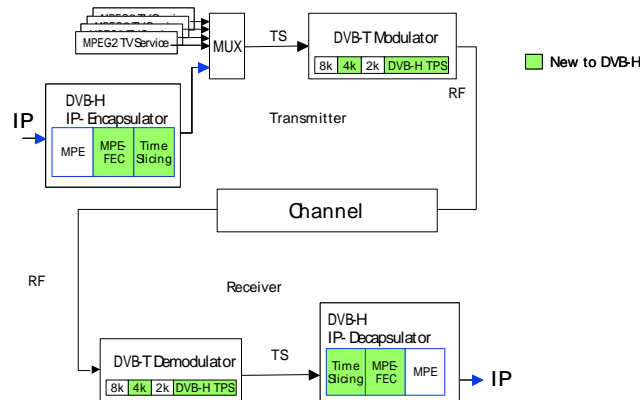 MPEG2 TV Service
MUX
TS
DVB-T Modulator
8k 4k 2k DVB-H TPS
New to DVB-H
RF
DVB-H
IP-Encapsulator
IP
MPE
MPE-
FEC
Time
Slicing
Transmitter
Channel
RF
Receiver
DVB-T Demodulator
8k 4k 2k DVB-H TPS
TS
DVB-H
IP-Decapsulator
Time
Slicing
MPE-
FEC
MPE
IP